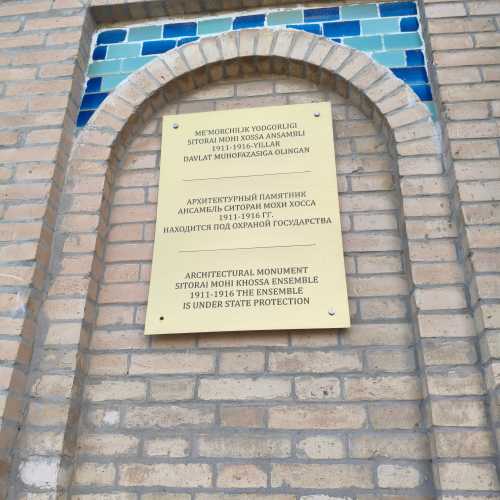 ME'MORCHILIK YODGORLIGI
SITORAI MOHI XOSSA ANSAMBLI
1911-1916-YILLAR
DAVLAT MUHOFAZASIGA OLINGAN
АРХИТЕКТУРНЫЙ ПАМЯТНИК
АНСАМБЛЬ СИТОРАИ МОХИ ХОССА
1911-1916 ГГ.
НАХОДИТСЯ ПОД ОХРАНОЙ ГОСУДАРСТВА
ARCHITECTURAL MONUMENT
SITORAI MOHI KHOSSA ENSEMBLE
1911-1916 THE ENSEMBLE
IS UNDER STATE PROTECTION